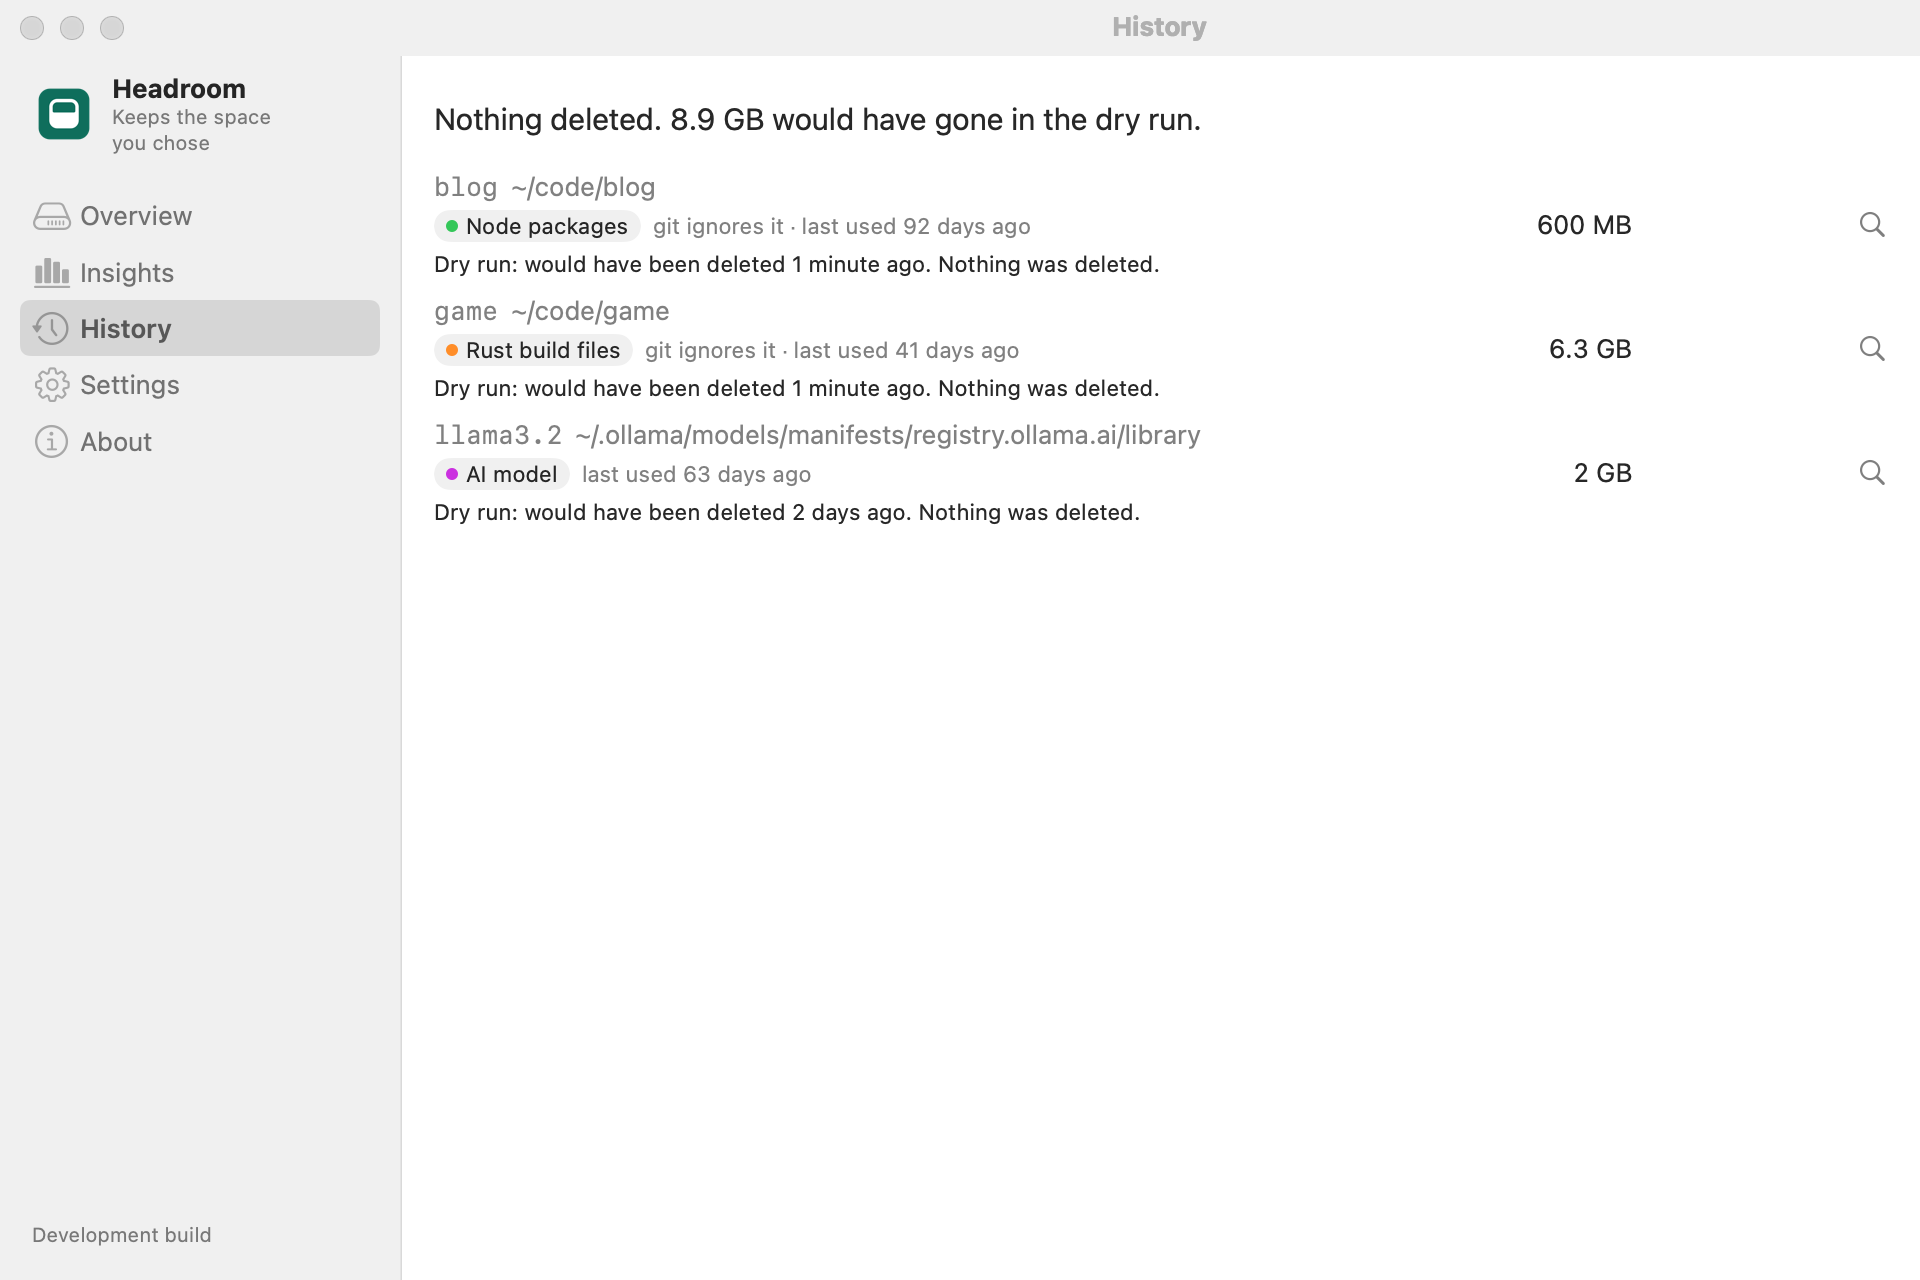 History
Headroom
Keeps the space
you chose
Overview
Insights
History
Settings
About
Development build
Nothing deleted. 8.9 GB would have gone in the dry run.
blog ~/code/blog
Node packages git ignores it · last used 92 days ago 600 MB
Dry run: would have been deleted 1 minute ago. Nothing was deleted.
game ~/code/game
Rust build files git ignores it · last used 41 days ago 6.3 GB
Dry run: would have been deleted 1 minute ago. Nothing was deleted.
llama3.2 ~/.ollama/models/manifests/registry.ollama.ai/library
AI model last used 63 days ago 2 GB
Dry run: would have been deleted 2 days ago. Nothing was deleted.